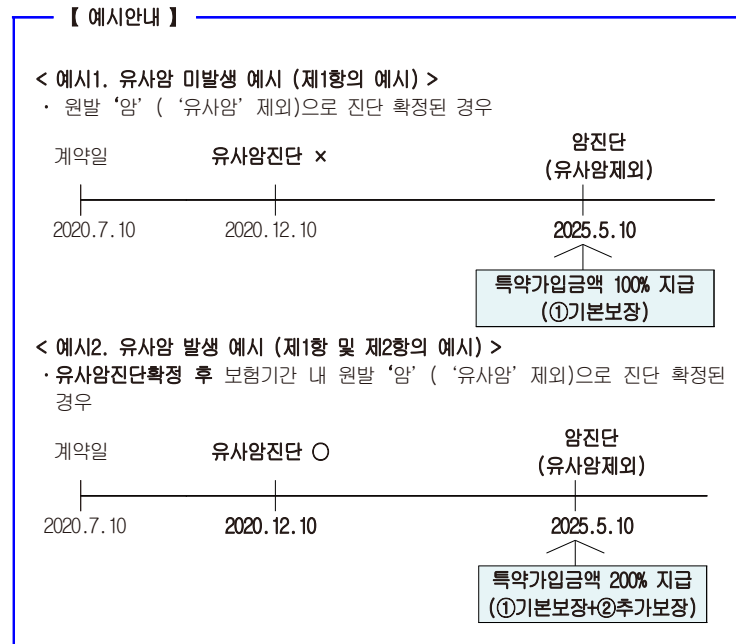 【 예시안내 】
< 예시1. 유사암 미발생 예시 (제1항의 예시) >
· 원발 ‘암’ ( ‘유사암’ 제외)으로 진단 확정된 경우
계약일 유사암진단 × 암진단
(유사암제외)
2020.7.10 2020.12.10 2025.5.10
특약가입금액 100% 지급
(①기본보장)
< 예시2. 유사암 발생 예시 (제1항 및 제2항의 예시) >
· 유사암진단확정 후 보험기간 내 원발 ‘암’ ( ‘유사암’ 제외)으로 진단 확정된
경우
계약일 유사암진단 ○ 암진단
(유사암제외)
2020.7.10 2020.12.10 2025.5.10
특약가입금액 200% 지급
(①기본보장+②추가보장)